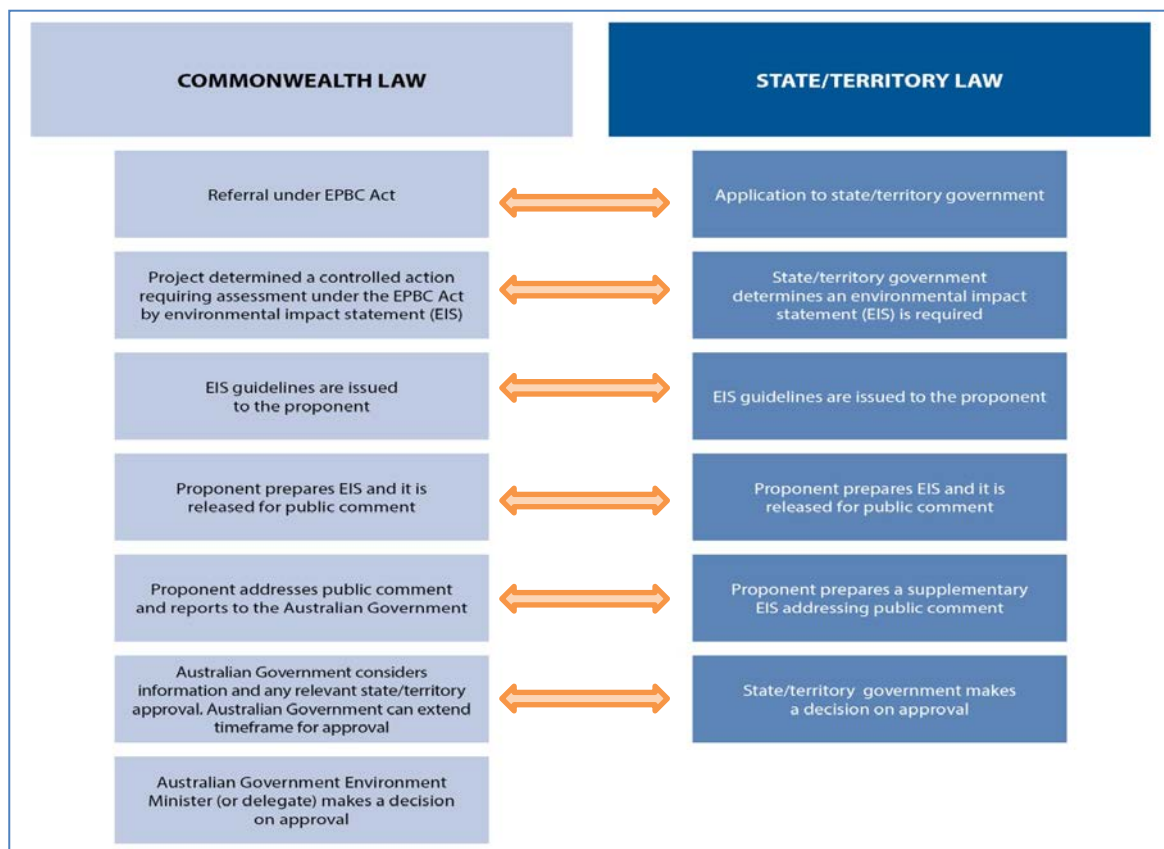 COMMONWEALTH LAW
STATE/TERRITORY LAW
Referral under EPBC Act
Application to state/territory government
Project determined a controlled action
requiring assessment under the EPBC Act
by environmental impact statement (EIS)
State/territory government
determines an environmental impact
statement (EIS) is required
EIS guidelines are issued
to the proponent
EIS guidelines are issued to the proponent
Proponent prepares EIS and it is
released for public comment
Proponent prepares EIS and it is
released for public comment
Proponent addresses public comment
and reports to the Australian Government
Proponent prepares a supplementary
EIS addressing public comment
Australian Government considers
information and any relevant state/territory
approval. Australian Government can extend
timeframe for approval
State/territory government makes
a decision on approval
Australian Government Environment
Minister (or delegate) makes a decision
on approval